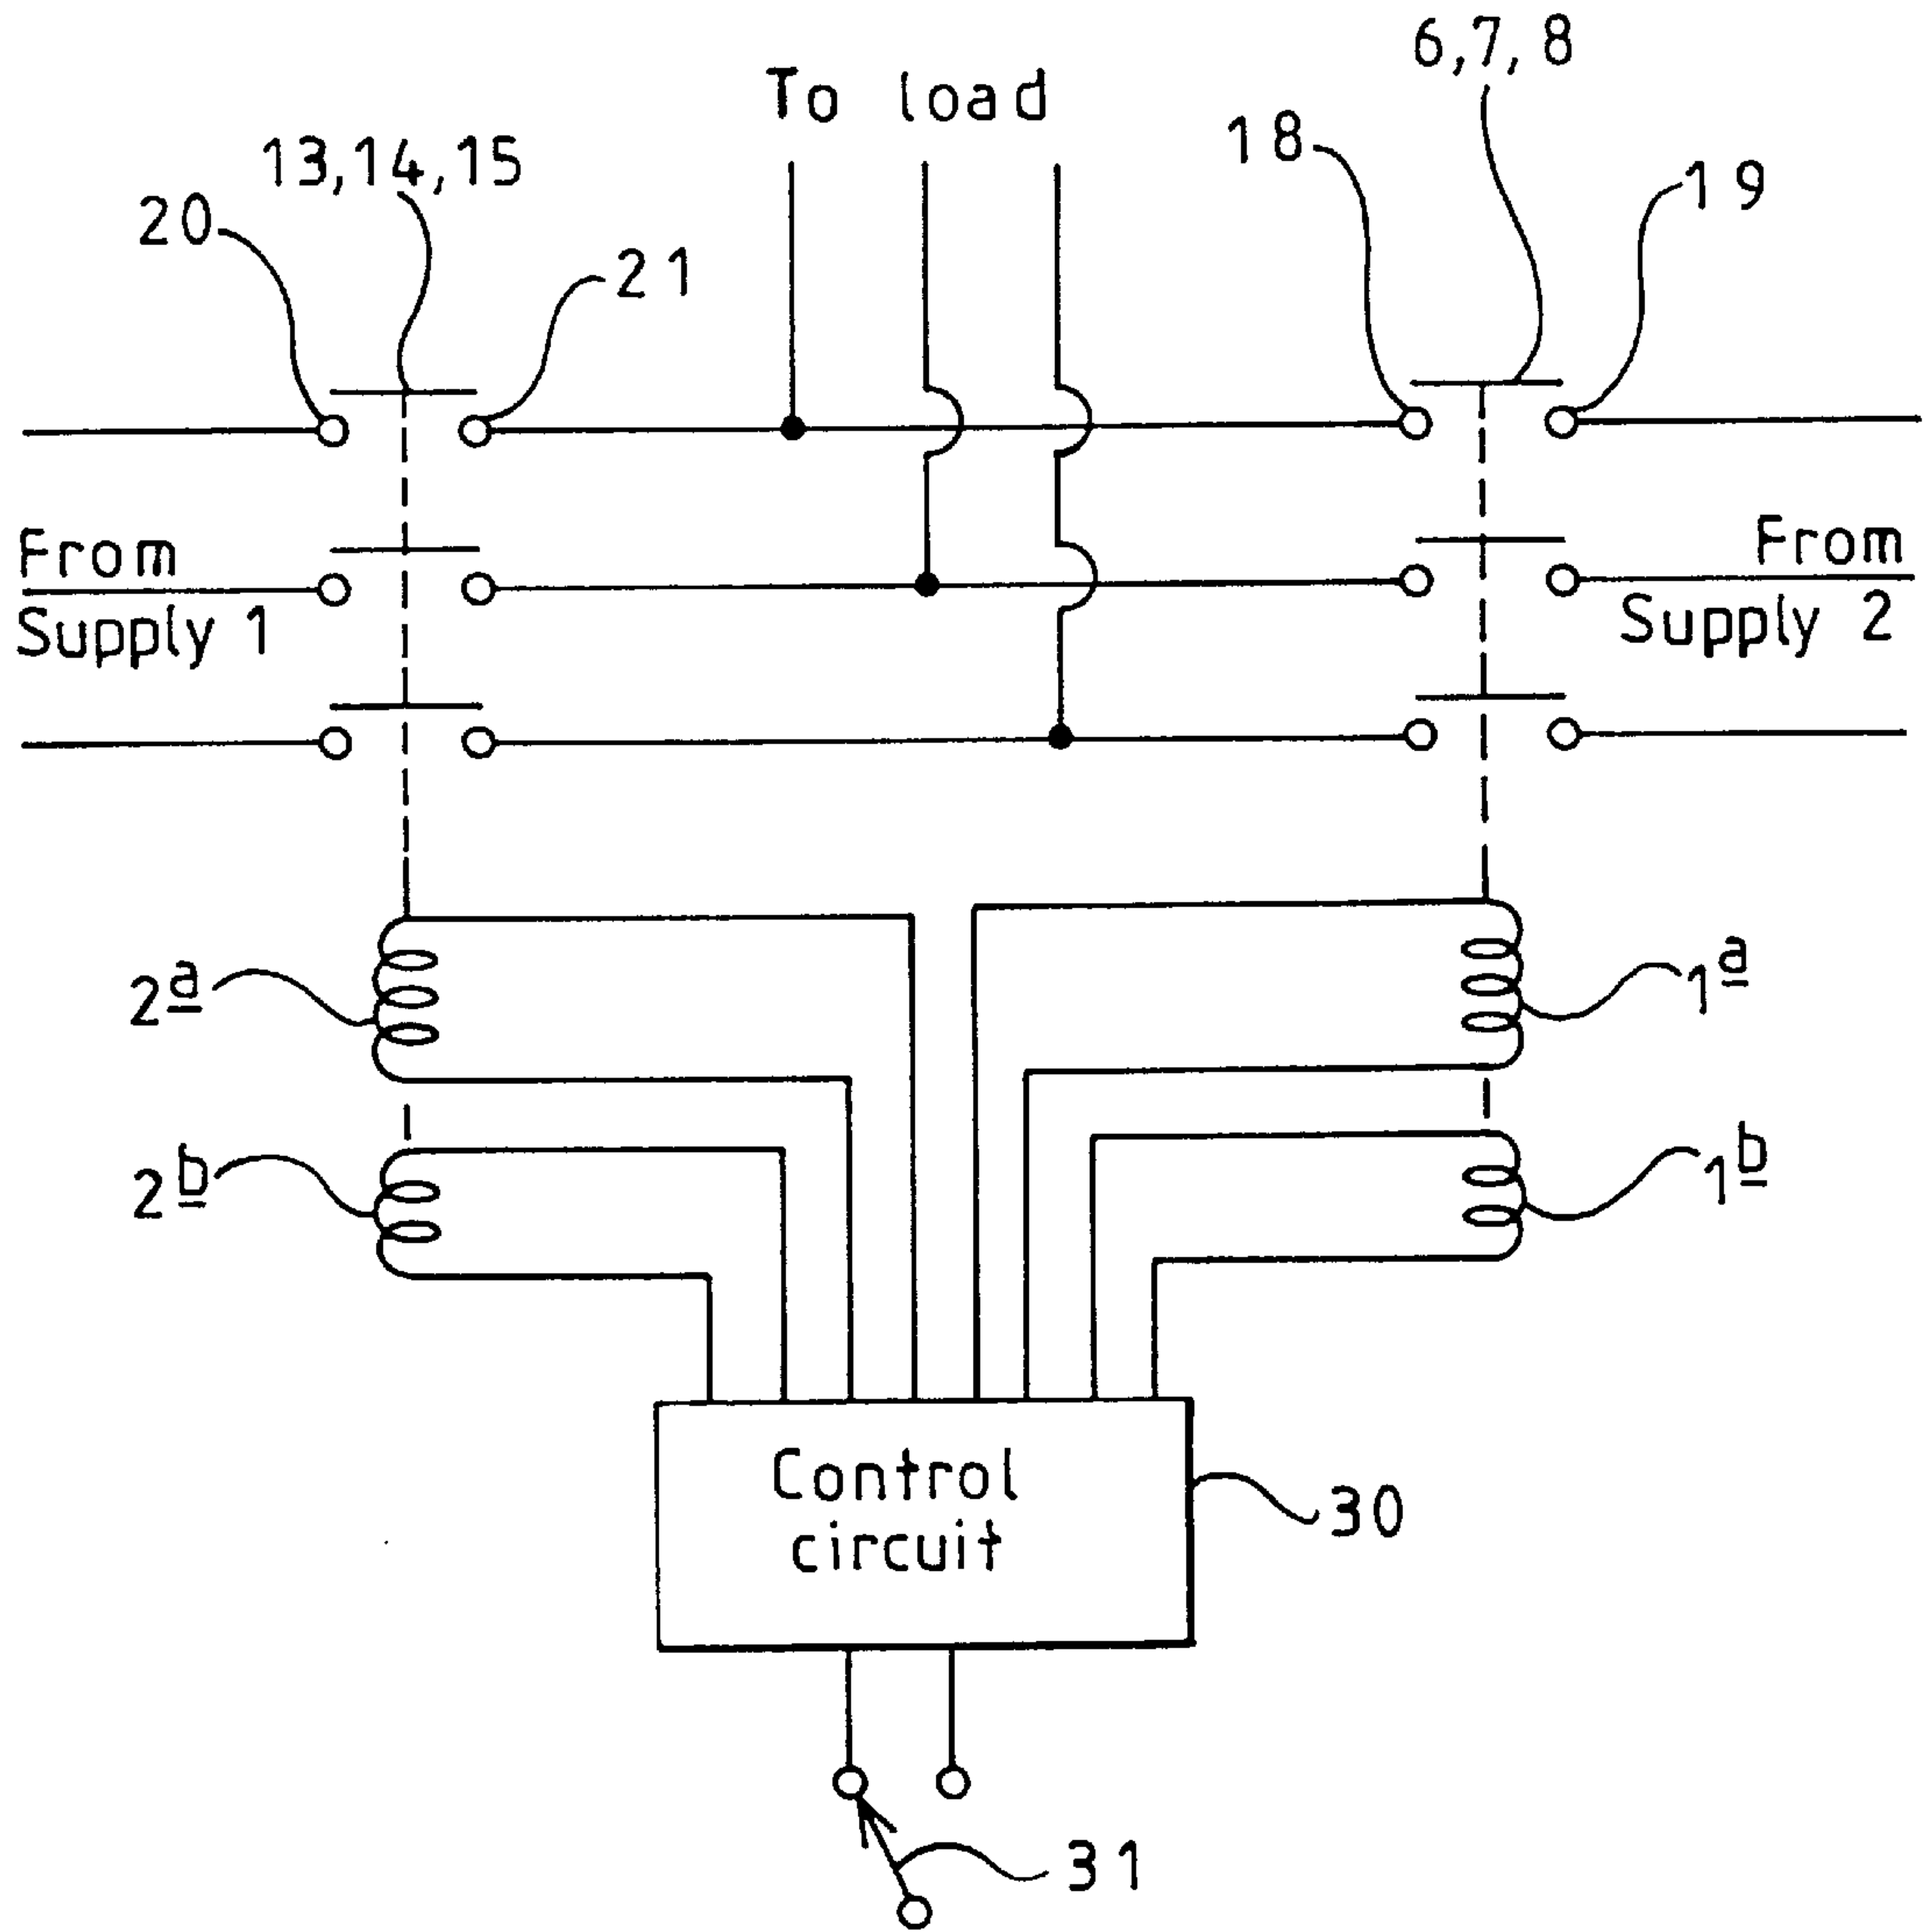 6,7,8
To load
18
13,14,15
19
20
21
From
Supply 1
From
Supply 2
2a
1a
2b
1b
Control
circuit
30
31